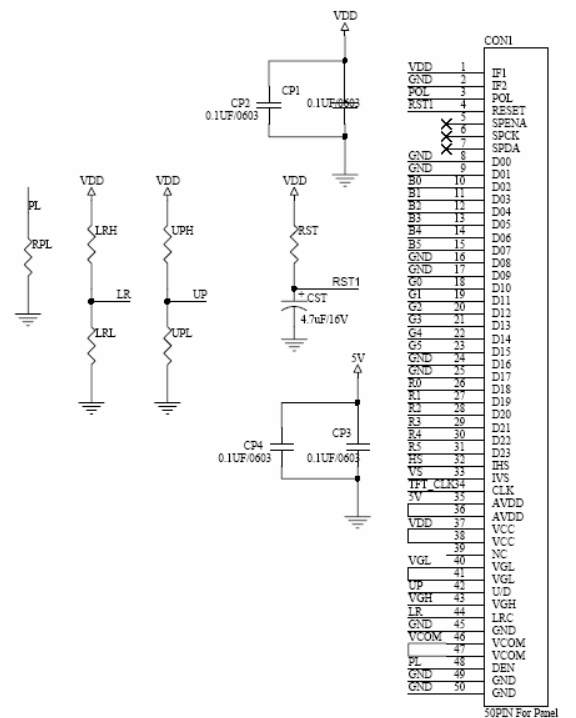 VDD
CP2 CP1
0.1UF/0603 0.1UF/0603
VDD VDD VDD
PL LRH UPH RST
RPL
LR UP RST1
+
CST
LRL UPL 4.7uF/16V
5V
CP4 CP3
0.1UF/0603 0.1UF/0603
CON1
VDD 1 IF1
GND 2 IF2
POL 3 POL
RST1 4 RESET
5 SPENA
6 SPCK
7 SPDA
GND 8 D00
GND 9 D01
B0 10 D02
B1 11 D03
B2 12 D04
B3 13 D05
B4 14 D06
B5 15 D07
GND 16 D08
GND 17 D09
G0 18 D10
G1 19 D11
G2 20 D12
G3 21 D13
G4 22 D14
G5 23 D15
GND 24 D16
GND 25 D17
R0 26 D18
R1 27 D19
R2 28 D20
R3 29 D21
R4 30 D22
R5 31 D23
HS 32 IHS
VS 33 IVS
TFT_CLK 34 CLK
5V 35 AVDD
36 AVDD
VDD 37 VCC
38 VCC
39 NC
VGL 40 VGL
41 VGL
UP 42 U/D
VGH 43 VGH
LR 44 LRC
GND 45 GND
VCOM 46 VCOM
47 VCOM
PL 48 DEN
GND 49 GND
GND 50 GND
50PIN For Panel